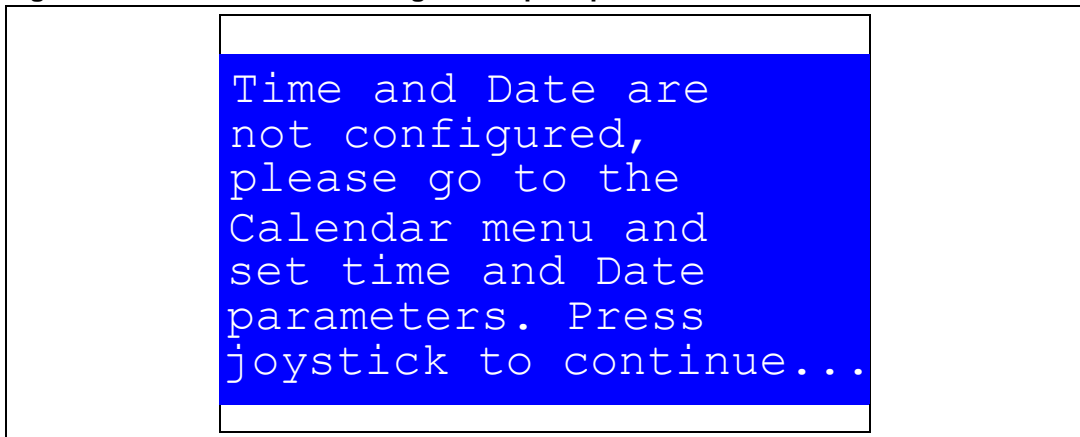 Time and Date are
not configured,
please go to the
Calendar menu and
set time and Date
parameters. Press
joystick to continue...